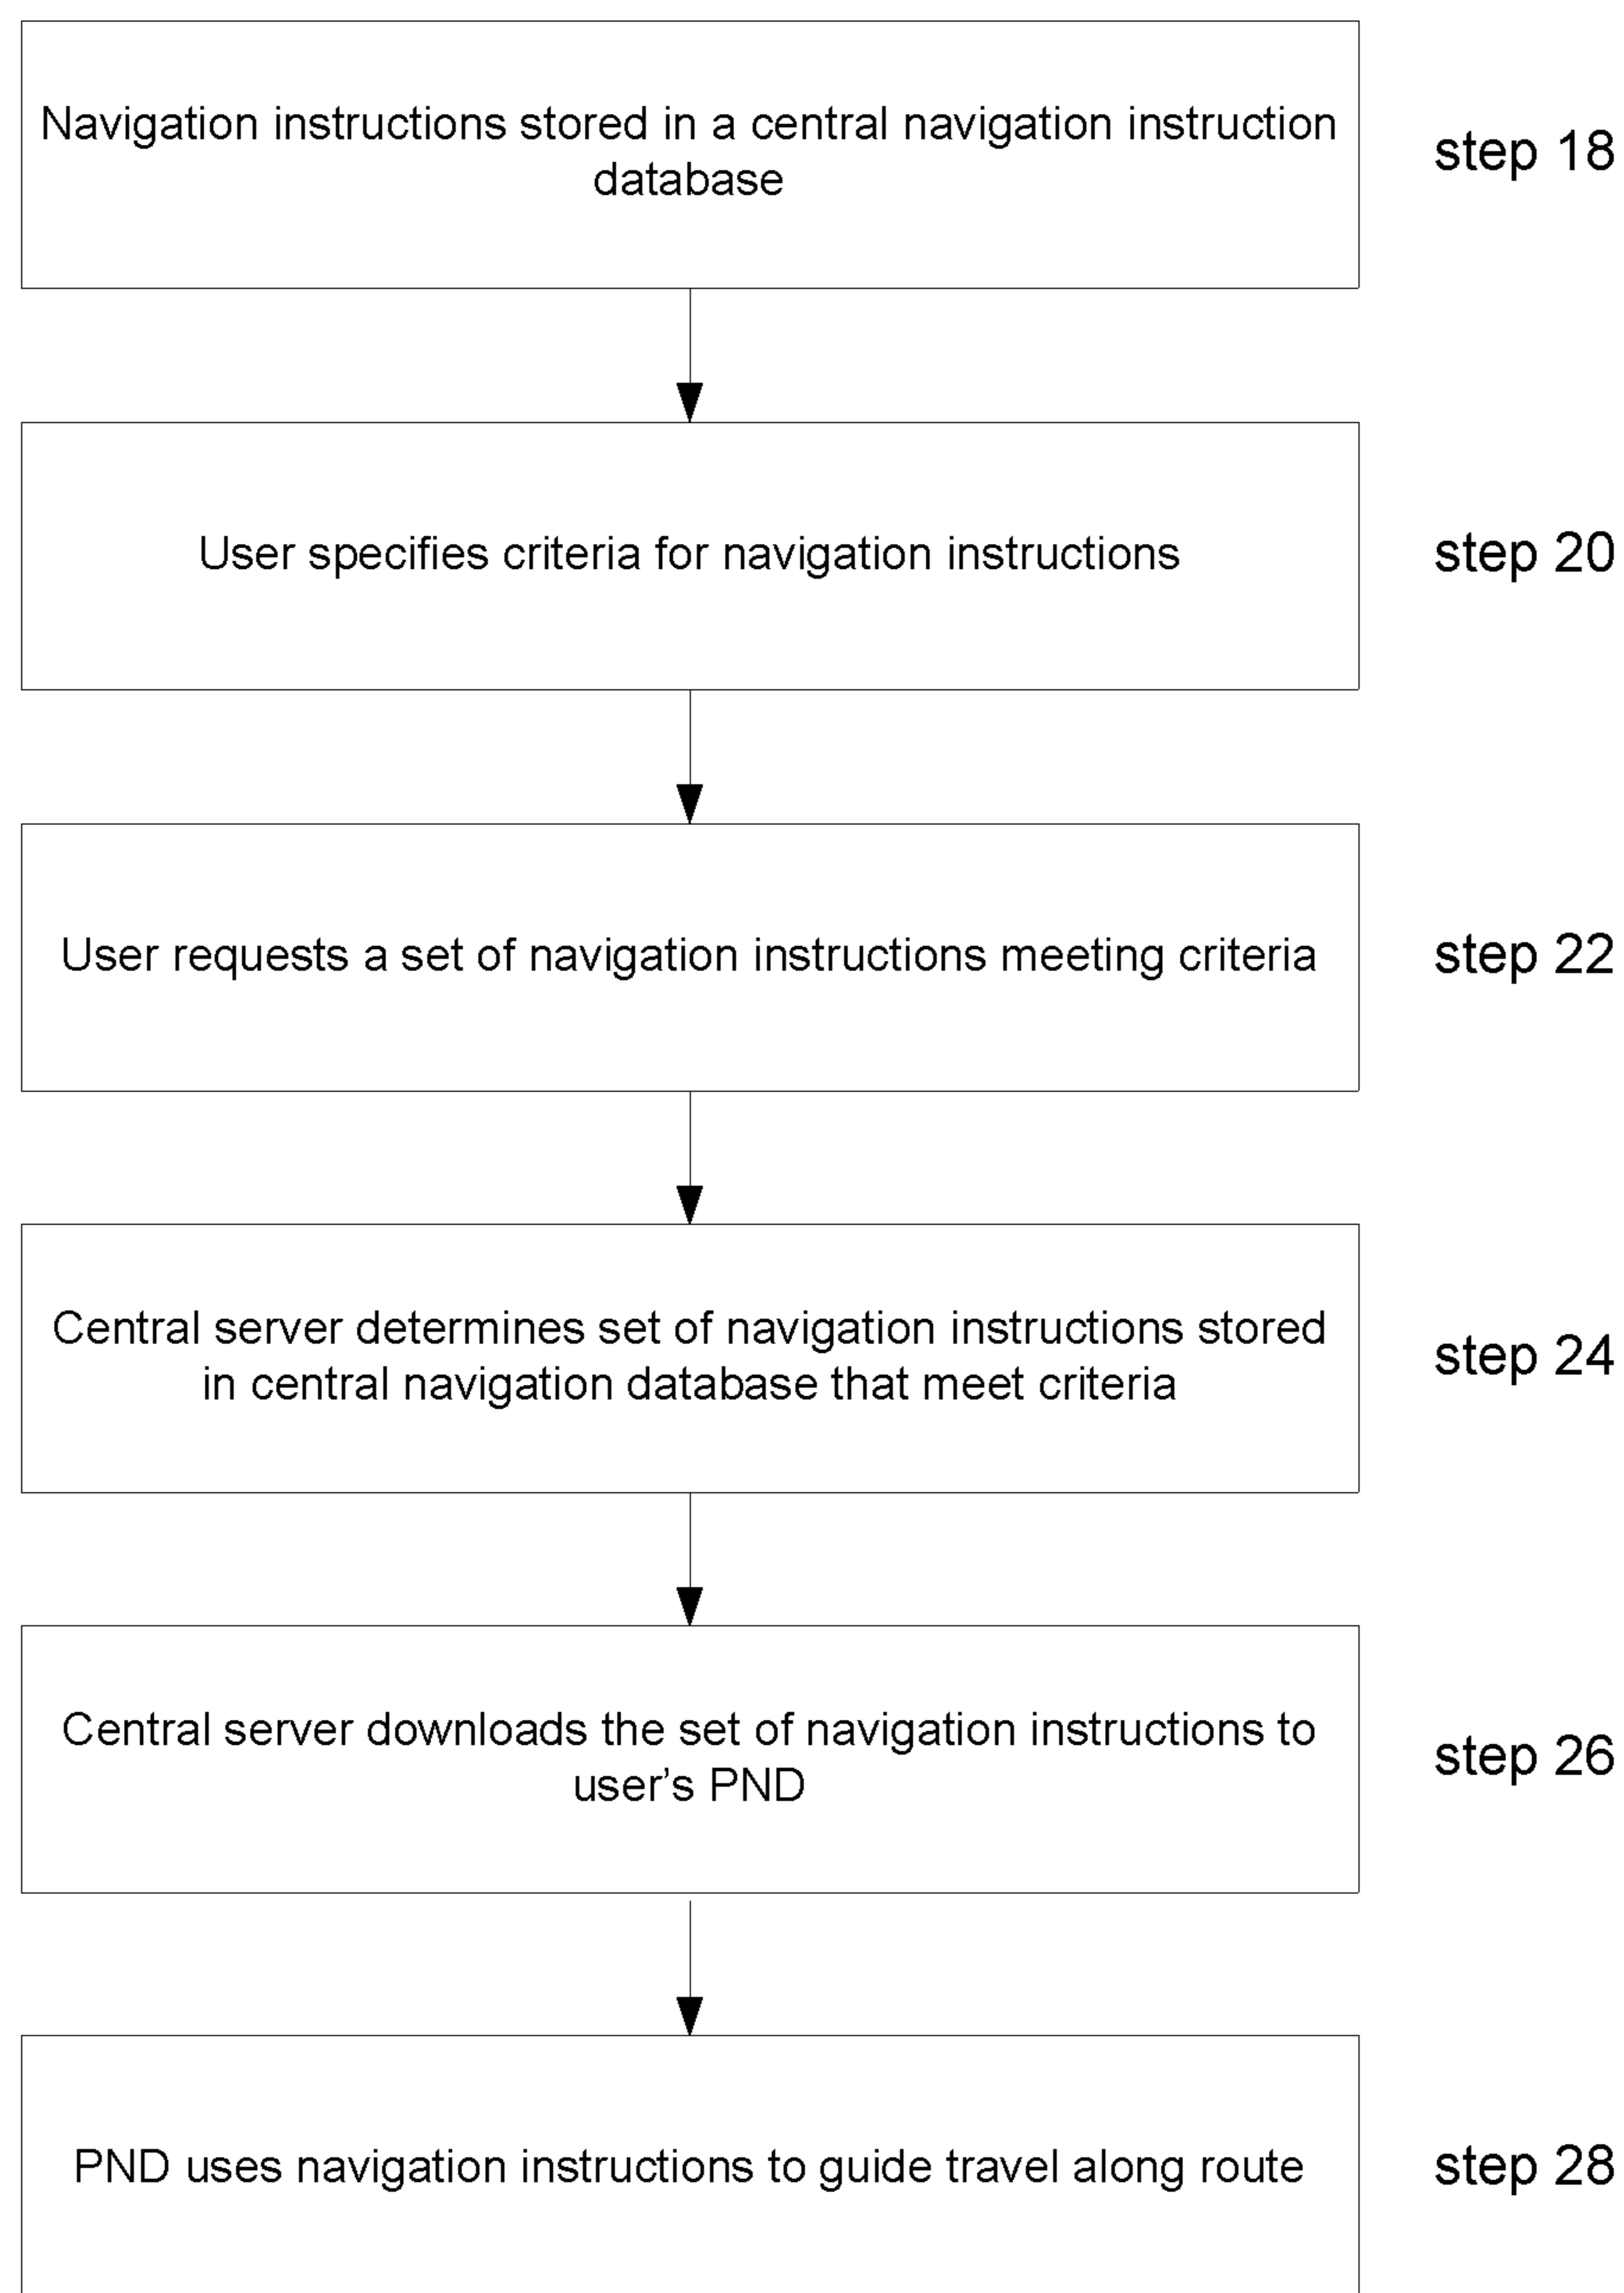 Navigation instructions stored in a central navigation instruction
database
step 18
User specifies criteria for navigation instructions
step 20
User requests a set of navigation instructions meeting criteria
step 22
Central server determines set of navigation instructions stored
in central navigation database that meet criteria
step 24
Central server downloads the set of navigation instructions to
user's PND
step 26
PND uses navigation instructions to guide travel along route
step 28